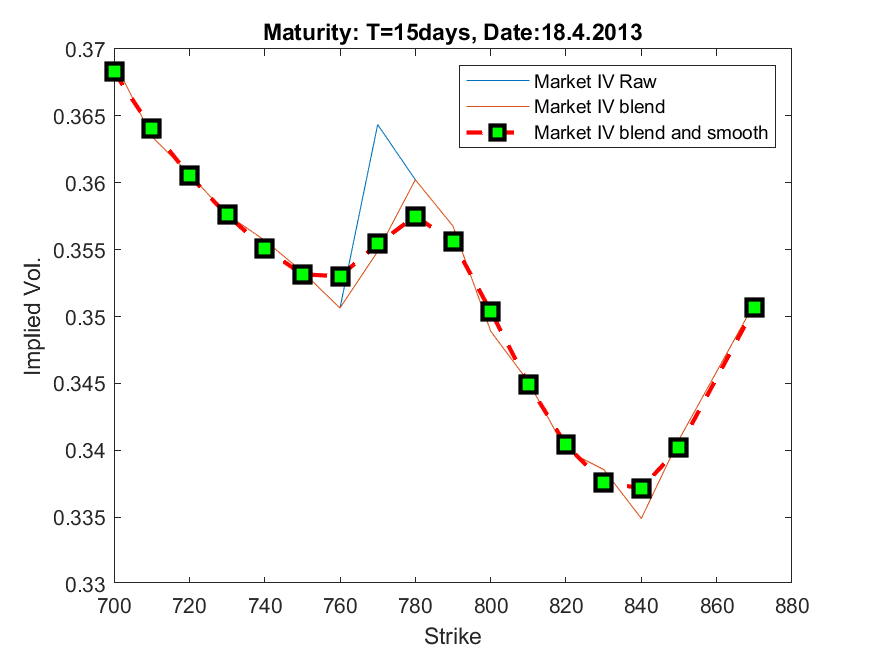 Maturity: T=15days, Date:18.4.2013
Market IV Raw
Market IV blend
Market IV blend and smooth
Implied Vol.
0.37
0.365
0.36
0.355
0.35
0.345
0.34
0.335
0.33
700 720 740 760 780 800 820 840 860 880
Strike